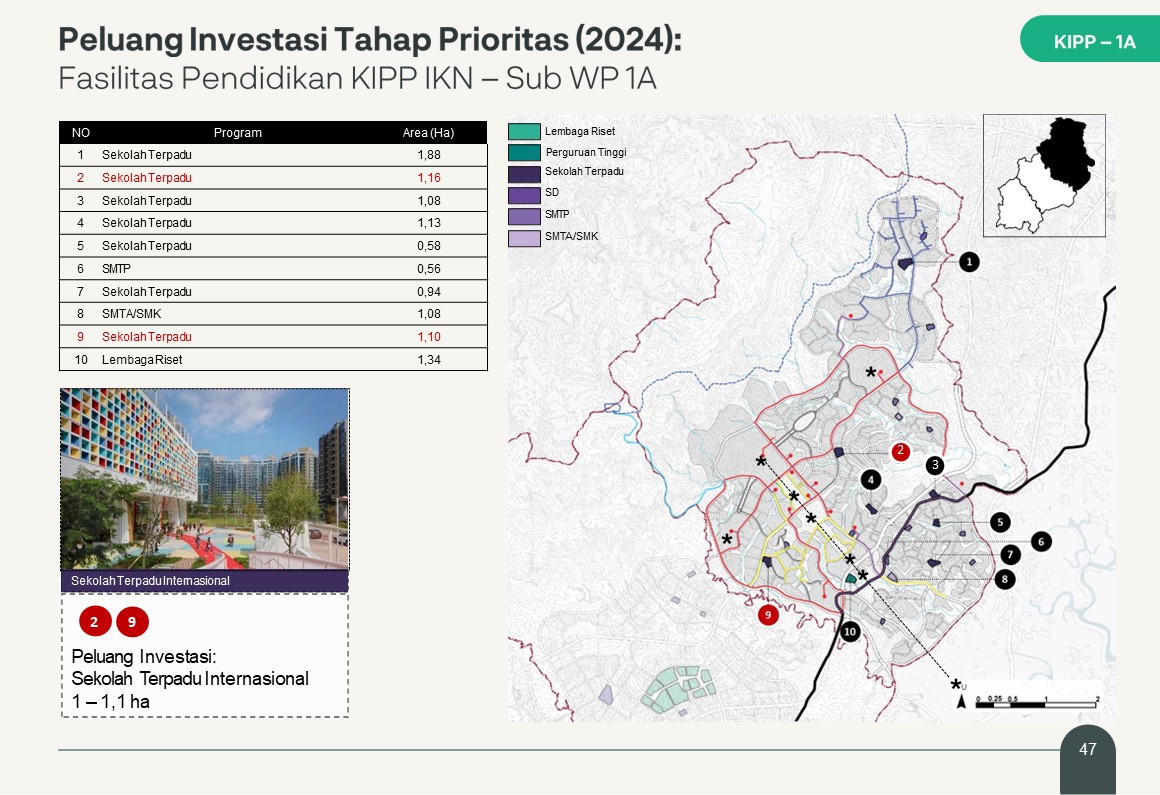 Peluang Investasi Tahap Prioritas (2024):
Fasilitas Pendidikan KIPP IKN – Sub WP 1A
KIPP – 1A
NO Program Area (Ha)
1 Sekolah Terpadu 1,88
2 Sekolah Terpadu 1,16
3 Sekolah Terpadu 1,08
4 Sekolah Terpadu 1,13
5 Sekolah Terpadu 0,58
6 SMTP 0,56
7 Sekolah Terpadu 0,94
8 SMTA/SMK 1,08
9 Sekolah Terpadu 1,10
10 Lembaga Riset 1,34
Sekolah Terpadu Internasional
2 9
Peluang Investasi:
Sekolah Terpadu Internasional
1 – 1,1 ha
Lembaga Riset
Perguruan Tinggi
Sekolah Terpadu
SD
SMTP
SMTA/SMK
1
2
3
4
5
6
7
8
9
10
U
0 0.25 0.5 1 2
47